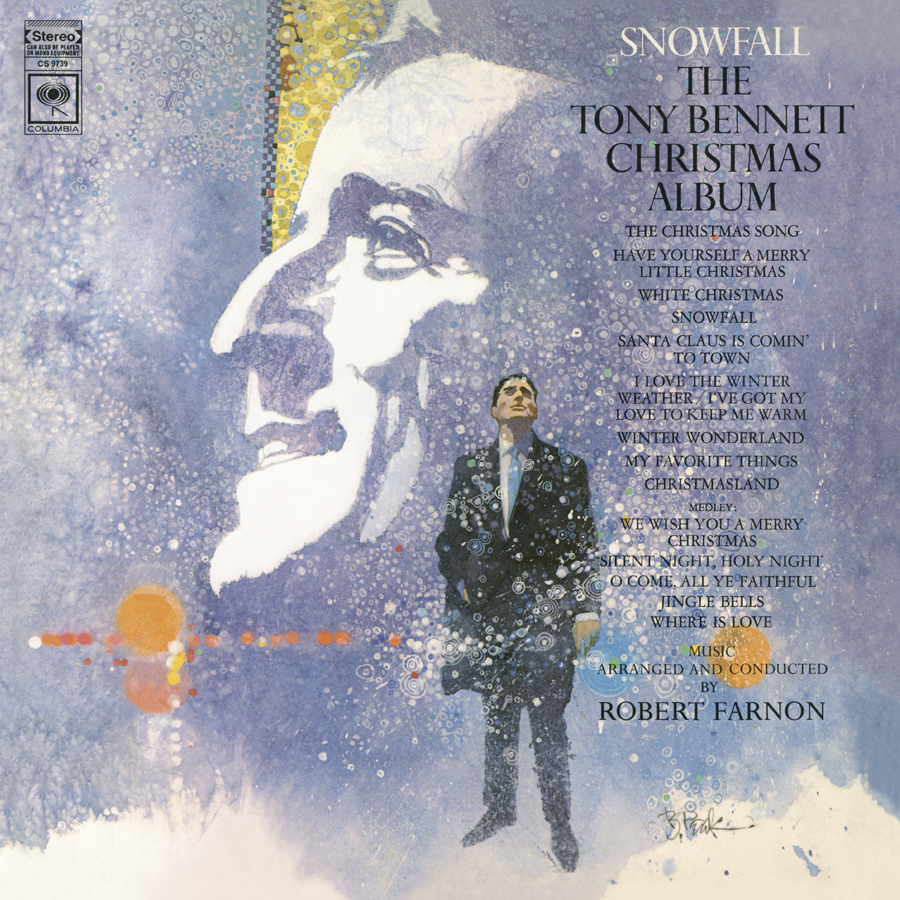 Stereo
CAN ALSO BE PLAYED
ON MONO EQUIPMENT
CS 9739
COLUMBIA
SNOWFALL
THE
TONY BENNETT
CHRISTMAS
ALBUM
THE CHRISTMAS SONG
HAVE YOURSELF A MERRY
LITTLE CHRISTMAS
WHITE CHRISTMAS
SNOWFALL
SANTA CLAUS IS COMIN'
TO TOWN
I LOVE THE WINTER
WEATHER/I'VE GOT MY
LOVE TO KEEP ME WARM
WINTER WONDERLAND
MY FAVORITE THINGS
CHRISTMASLAND
MEDLEY:
WE WISH YOU A MERRY
CHRISTMAS
SILENT NIGHT, HOLY NIGHT
O COME, ALL YE FAITHFUL
JINGLE BELLS
WHERE IS LOVE
MUSIC
ARRANGED AND CONDUCTED
BY
ROBERT FARNON
B. Peak